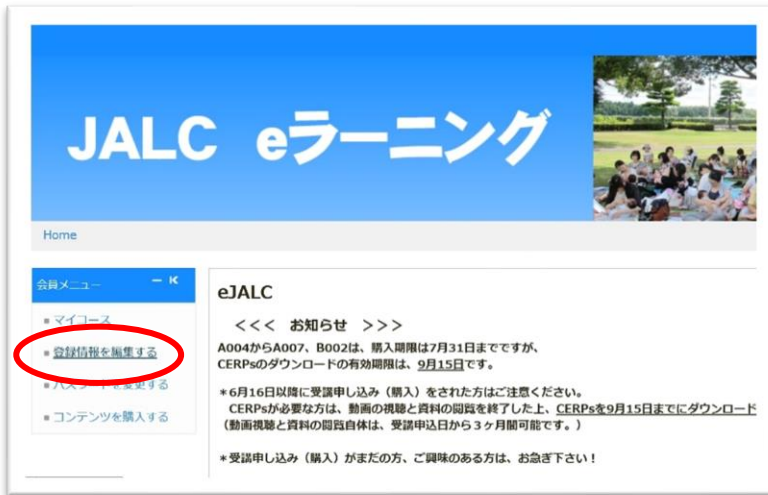 JALC eラーニング
Home
会員メニュー
マイコース
登録情報を編集する
パスワードを変更する
コンテンツを購入する
eJALC
<<< お知らせ >>>
A004からA007、B002は、購入期限は7月31日までですが、
CERPsのダウンロードの有効期限は、9月15日です。
＊6月16日以降に受講申し込み（購入）をされた方はご注意ください。
CERPsが必要な方は、動画の視聴と資料の閲覧を終了した上、CERPsを9月15日までにダウンロード
（動画視聴と資料の閲覧自体は、受講申込日から3ヶ月間可能です。）
＊受講申し込み（購入）がまだの方、ご興味のある方は、お急ぎ下さい！